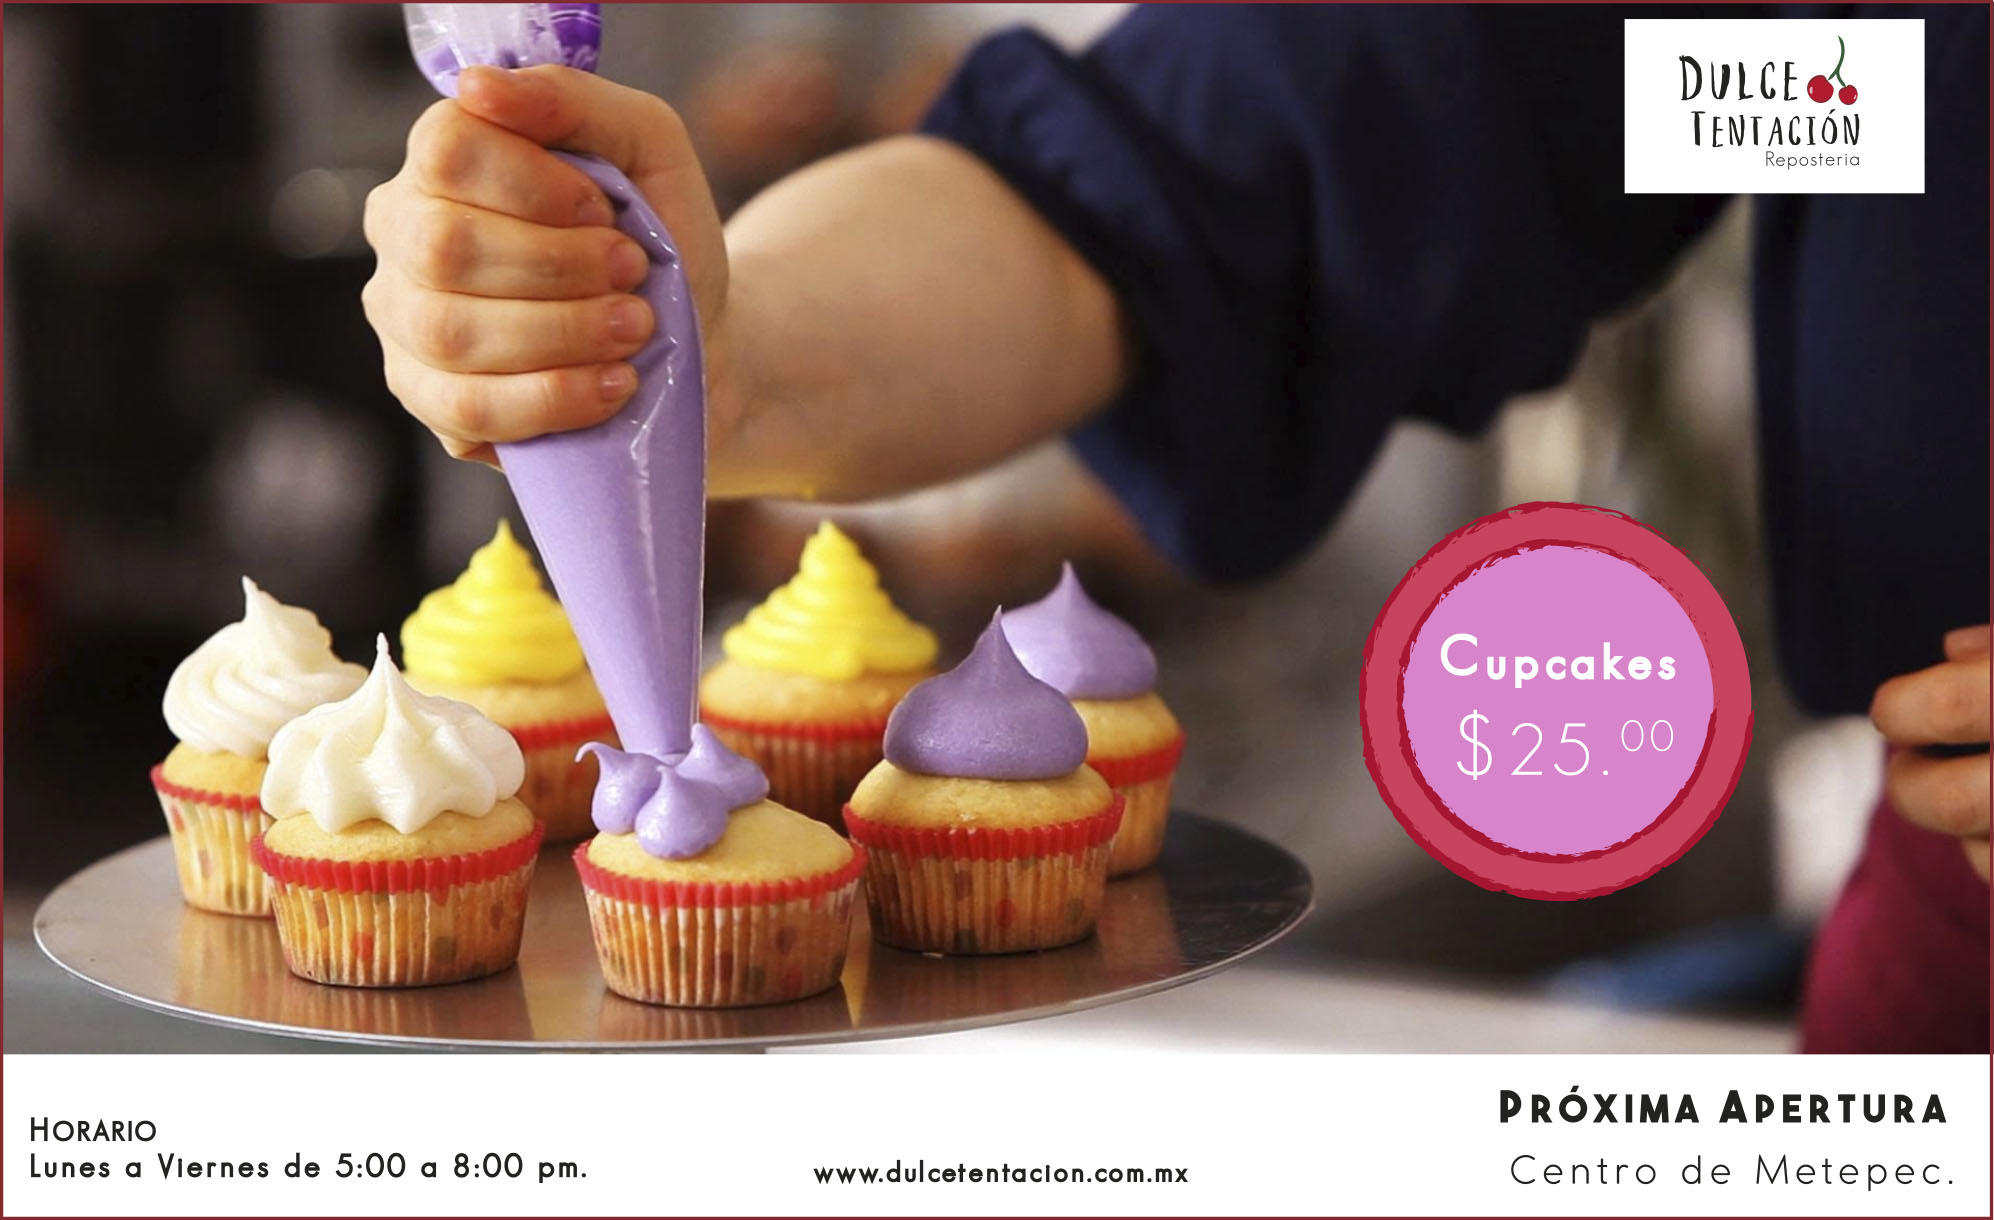 DULCE
TENTACIÓN
Reposteria
Cupcakes
$25.00
HORARIO
Lunes a Viernes de 5:00 a 8:00 pm.
www.dulcetentacion.com.mx
PRÓXIMA APERTURA
Centro de Metepec.